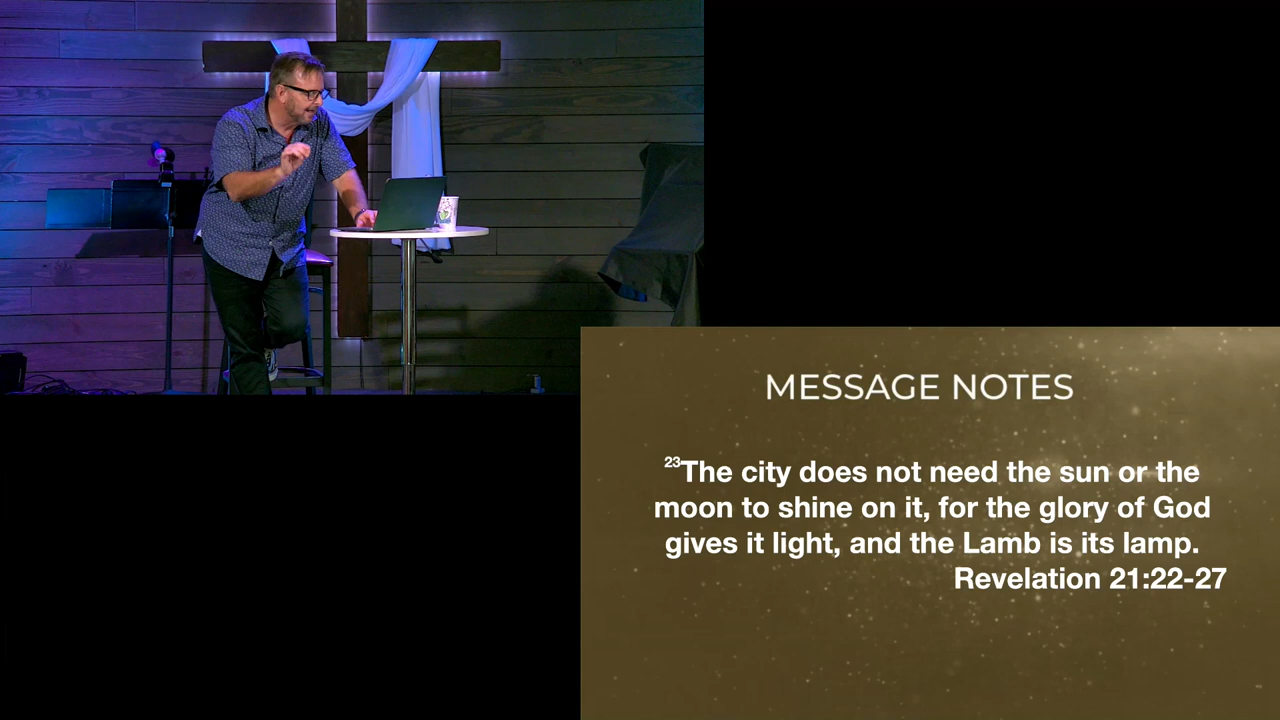 MESSAGE NOTES
²³The city does not need the sun or the
moon to shine on it, for the glory of God
gives it light, and the Lamb is its lamp.
Revelation 21:22-27